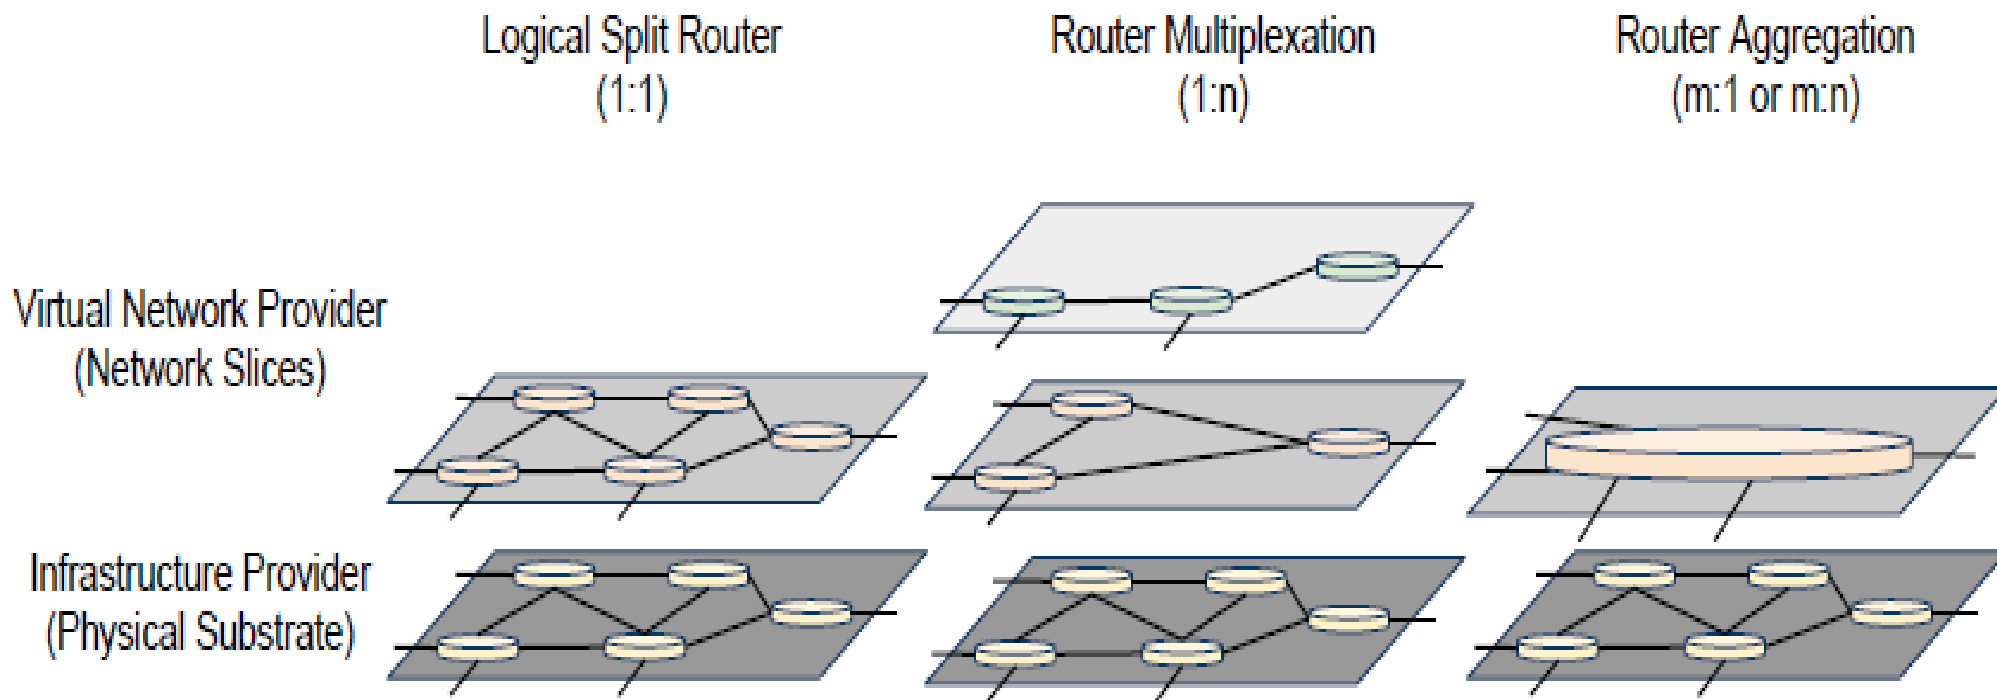 Logical Split Router
(1:1)
Router Multiplexation
(1:n)
Router Aggregation
(m:1 or m:n)
Virtual Network Provider
(Network Slices)
Infrastructure Provider
(Physical Substrate)